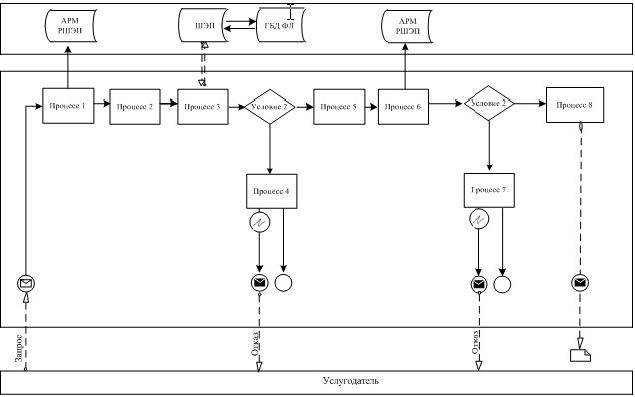 АРМ
РШЭП
ШЭП
ГБД ФЛ
АРМ
РШЭП
Процесс 1
Процесс 2
Процесс 3
Условие 2
Процесс 5
Процесс 6
Условие 2
Процесс 8
Процесс 4
Процесс 7
Запрос
Отказ
Отказ
Услугодатель